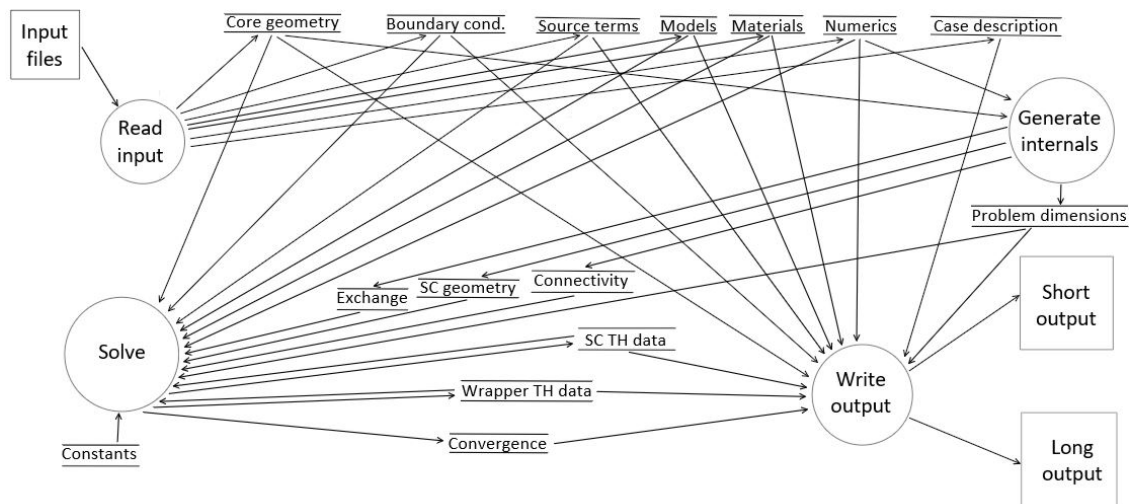 Input
files
Core geometry
Boundary cond.
Source terms
Models
Materials
Numerics
Case description
Read
input
Generate
internals
Problem dimensions
Exchange
SC geometry
Connectivity
Short
output
Solve
SC TH data
Write
output
Wrapper TH data
Constants
Convergence
Long
output